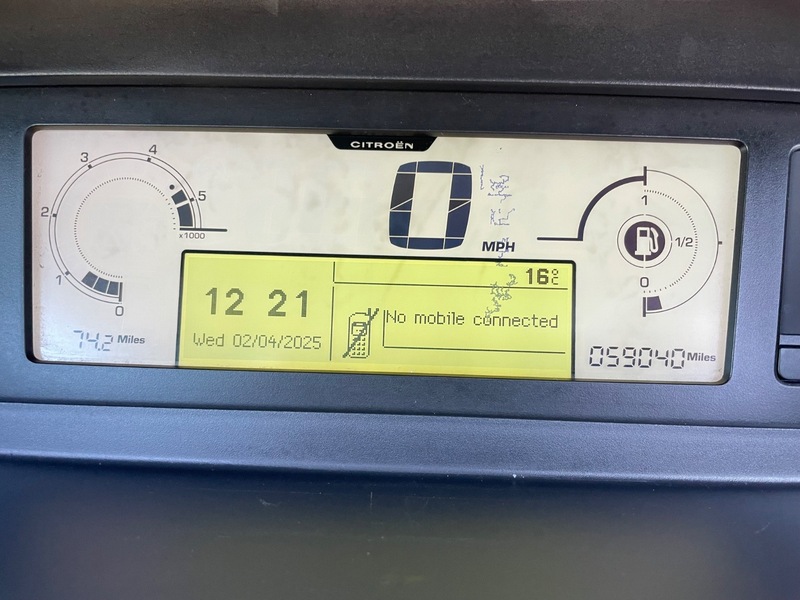 CITROËN
4
3
5
2
x1000
1
0
0
MPH
1
1/2
0
16°C
12 21
Wed 02/04/2025
No mobile connected
74.2 Miles
059040 Miles